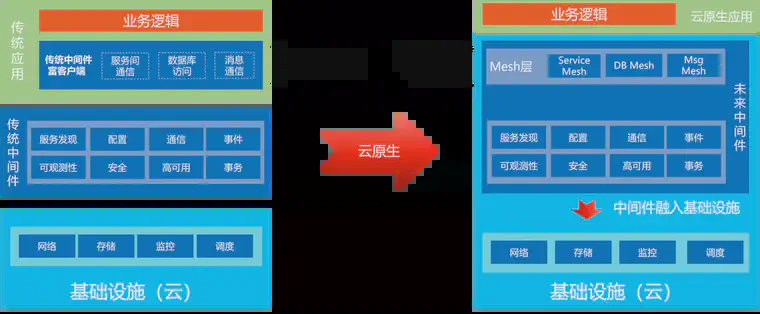 传统应用
业务逻辑
传统中间件
富客户端
服务间
通信
数据库
访问
消息
通信
传统中间件
服务发现
配置
通信
事件
可观测性
安全
高可用
事务
网络
存储
监控
调度
基础设施（云）
云原生
业务逻辑
云原生应用
Mesh层
Service
Mesh
DB Mesh
Msg
Mesh
未来中间件
服务发现
配置
通信
事件
可观测性
安全
高可用
事务
中间件融入基础设施
网络
存储
监控
调度
基础设施（云）